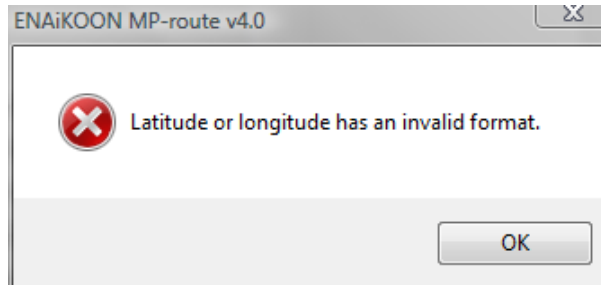 ENAiKOON MP-route v4.0
Latitude or longitude has an invalid format.
OK